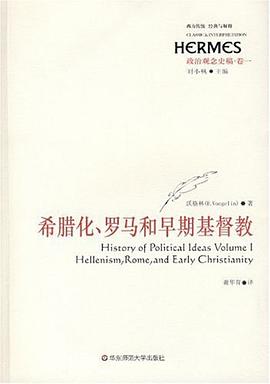 西方传统 经典与解释
CLASSICI & INTERPRETATION
HERMES
政治观念史稿·卷一
刘小枫●主编
沃格林(E.Voegelin)●著
希腊化、罗马和早期基督教
History of Political Ideas Volume I
Hellenism,Rome,and Early Christianity
谢华育●译
华东师范大学出版社